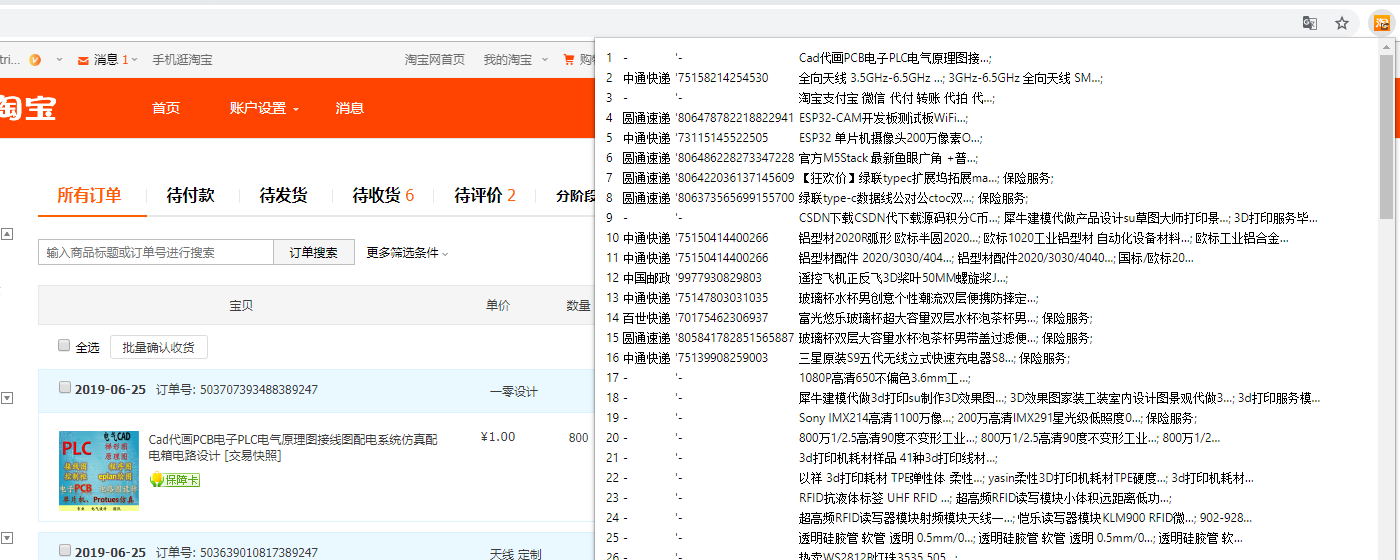 tri...
消息 1
手机逛淘宝
淘宝网首页
我的淘宝
淘宝
首页
账户设置
消息
所有订单
待付款
待发货
待收货 6
待评价 2
分阶段
输入商品标题或订单号进行搜索
订单搜索
更多筛选条件
宝贝
单价
数量
全选
批量确认收货
2019-06-25 订单号: 503707393488389247
一零设计
PLC
电气CAD
梯形图
原理图
Cad代画PCB电子PLC电气原理图接线图配电系统仿真配
电箱电路设计 [交易快照]
保障卡
¥1.00
800
2019-06-25 订单号: 503639010817389247
天线 定制
1 - '- Cad代画PCB电子PLC电气原理图接...;
2 中通快递 '75158214254530 全向天线 3.5GHz-6.5GHz ...; 3GHz-6.5GHz 全向天线 SM...;
3 - '- 淘宝支付宝 微信 代付 转账 代拍 代...;
4 圆通速递 '806478782218822941 ESP32-CAM开发板测试板WiFi...;
5 中通快递 '73115145522505 ESP32 单片机摄像头200万像素O...;
6 圆通速递 '806486228273347228 官方M5Stack 最新鱼眼广角 +普...;
7 圆通速递 '806422036137145609 【狂欢价】绿联typec扩展坞拓展ma...; 保险服务;
8 圆通速递 '806373565699155700 绿联type-c数据线公对公ctoc双...; 保险服务;
9 - '- CSDN下载CSDN代下载源码积分C币...; 犀牛建模代做产品设计su草图大师打印景...; 3D打印服务毕...
10 中通快递 '75150414400266 铝型材2020R弧形 欧标半圆2020...; 欧标1020工业铝型材 自动化设备材料...; 欧标工业铝合金...
11 中通快递 '75150414400266 铝型材配件 2020/3030/404...; 铝型材配件2020/3030/4040...; 国标/欧标20...
12 中国邮政 '9977930829803 遥控飞机正反飞3D桨叶50MM螺旋桨J...;
13 中通快递 '75147803031035 玻璃杯水杯男创意个性潮流双层便携防摔定...;
14 百世快递 '70175462306937 富光悠乐玻璃杯超大容量双层水杯泡茶杯男...; 保险服务;
15 圆通速递 '805841782851565887 玻璃杯双层大容量水杯泡茶杯男带盖过滤便...; 保险服务;
16 中通快递 '75139908259003 三星原装S9五代无线立式快速充电器S8...; 保险服务;
17 - '- 1080P高清650不偏色3.6mm工...;
18 - '- 犀牛建模代做3d打印su制作3D效果图...; 3D效果图家装工装室内设计图景观代做3...; 3d打印服务模...
19 - '- Sony IMX214高清1100万像...; 200万高清IMX291星光级低照度0...; 保险服务;
20 - '- 800万1/2.5高清90度不变形工业...; 800万1/2.5高清90度不变形工业...; 800万1/2...
21 - '- 3d打印机耗材样品 41种3d打印线材...;
22 - '- 以祥 3d打印耗材 TPE弹性体 柔性...; yasin柔性3D打印机耗材TPE硬度...; 3d打印机耗材...
23 - '- RFID抗液体标签 UHF RFID ...; 超高频RFID读写模块小体积远距离低功...;
24 - '- 超高频RFID读写器模块射频模块天线一...; 恺乐读写器模块KLM900 RFID微...; 902-928...
25 - '- 透明硅胶管 软管 透明 0.5mm/0...; 透明硅胶管 软管 透明 0.5mm/0...; 透明硅胶管 软...
26 - '- 热卖WS2812B灯珠3535 505...;